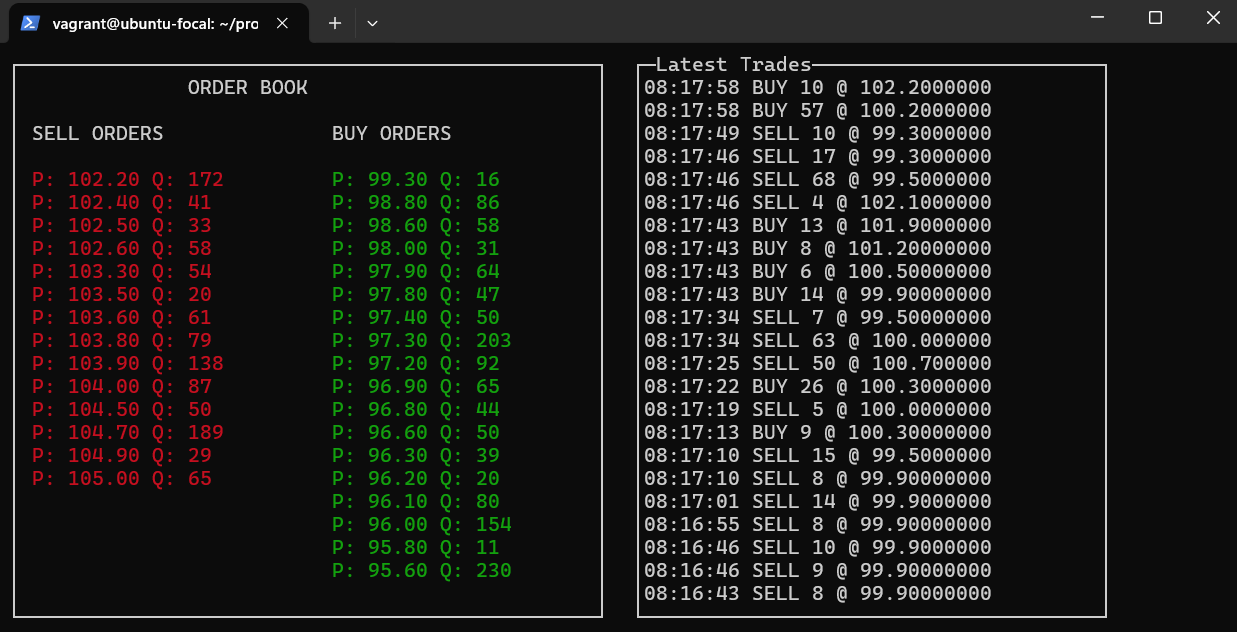 vagrant@ubuntu-focal: ~/pro
ORDER BOOK
SELL ORDERS BUY ORDERS
P: 102.20 Q: 172 P: 99.30 Q: 16
P: 102.40 Q: 41 P: 98.80 Q: 86
P: 102.50 Q: 33 P: 98.60 Q: 58
P: 102.60 Q: 58 P: 98.00 Q: 31
P: 103.30 Q: 54 P: 97.90 Q: 64
P: 103.50 Q: 20 P: 97.80 Q: 47
P: 103.60 Q: 61 P: 97.40 Q: 50
P: 103.80 Q: 79 P: 97.30 Q: 203
P: 103.90 Q: 138 P: 97.20 Q: 92
P: 104.00 Q: 87 P: 96.90 Q: 65
P: 104.50 Q: 50 P: 96.80 Q: 44
P: 104.70 Q: 189 P: 96.60 Q: 50
P: 104.90 Q: 29 P: 96.30 Q: 39
P: 105.00 Q: 65 P: 96.20 Q: 20
P: 96.10 Q: 80
P: 96.00 Q: 154
P: 95.80 Q: 11
P: 95.60 Q: 230
Latest Trades
08:17:58 BUY 10 @ 102.2000000
08:17:58 BUY 57 @ 100.2000000
08:17:49 SELL 10 @ 99.3000000
08:17:46 SELL 17 @ 99.3000000
08:17:46 SELL 68 @ 99.5000000
08:17:46 SELL 4 @ 102.1000000
08:17:43 BUY 13 @ 101.9000000
08:17:43 BUY 8 @ 101.20000000
08:17:43 BUY 6 @ 100.50000000
08:17:43 BUY 14 @ 99.90000000
08:17:34 SELL 7 @ 99.50000000
08:17:34 SELL 63 @ 100.000000
08:17:25 SELL 50 @ 100.700000
08:17:22 BUY 26 @ 100.3000000
08:17:19 SELL 5 @ 100.0000000
08:17:13 BUY 9 @ 100.30000000
08:17:10 SELL 15 @ 99.5000000
08:17:10 SELL 8 @ 99.90000000
08:17:01 SELL 14 @ 99.9000000
08:16:55 SELL 8 @ 99.90000000
08:16:46 SELL 10 @ 99.9000000
08:16:46 SELL 9 @ 99.90000000
08:16:43 SELL 8 @ 99.90000000